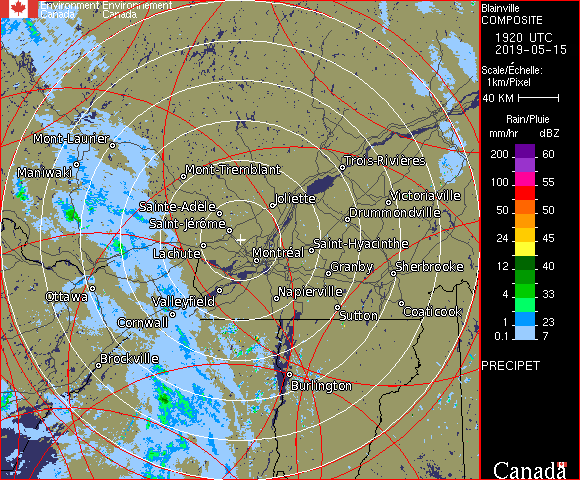 Environment Environnement
Canada Canada
Blainville
COMPOSITE
1920 UTC
2019-05-15
Scale/Échelle:
1km/Pixel
40 KM
Rain/Pluie
mm/hr dBZ
200 60
100 55
50 50
24 45
12 40
4 33
1 23
0.1 7
PRECIPET
Mont-Laurier
Maniwaki
Mont-Tremblant
Trois-Rivières
Sainte-Adèle
Joliette
Victoriaville
Drummondville
Saint-Jérôme
Lachute
Montréal
Saint-Hyacinthe
Granby
Sherbrooke
Ottawa
Valleyfield
Napierville
Cornwall
Sutton
Coaticook
Brockville
Burlington
Canada